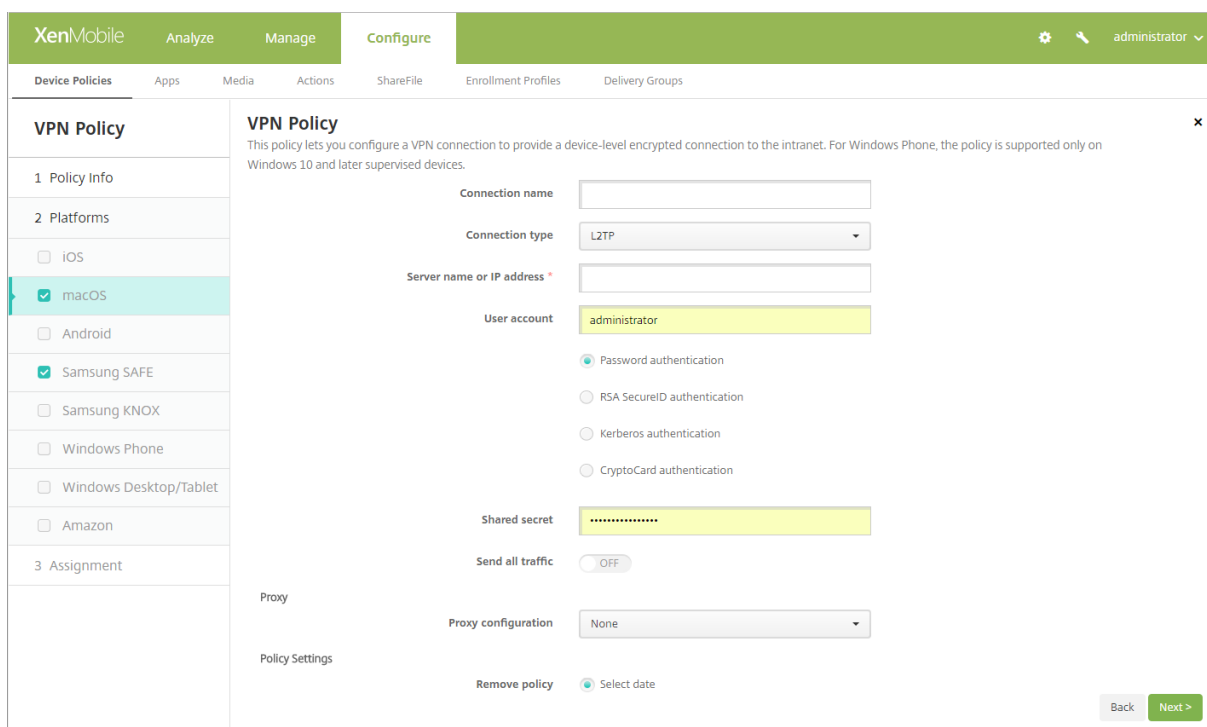 XenMobile Analyze Manage Configure administrator
Device Policies Apps Media Actions ShareFile Enrollment Profiles Delivery Groups
VPN Policy
1 Policy Info
2 Platforms
iOS
macOS
Android
Samsung SAFE
Samsung KNOX
Windows Phone
Windows Desktop/Tablet
Amazon
3 Assignment
VPN Policy
This policy lets you configure a VPN connection to provide a device-level encrypted connection to the intranet. For Windows Phone, the policy is supported only on
Windows 10 and later supervised devices.
Connection name
Connection type L2TP
Server name or IP address *
User account administrator
Password authentication
RSA SecureID authentication
Kerberos authentication
CryptoCard authentication
Shared secret ••••••••••••••••
Send all traffic OFF
Proxy
Proxy configuration None
Policy Settings
Remove policy Select date
Back Next >